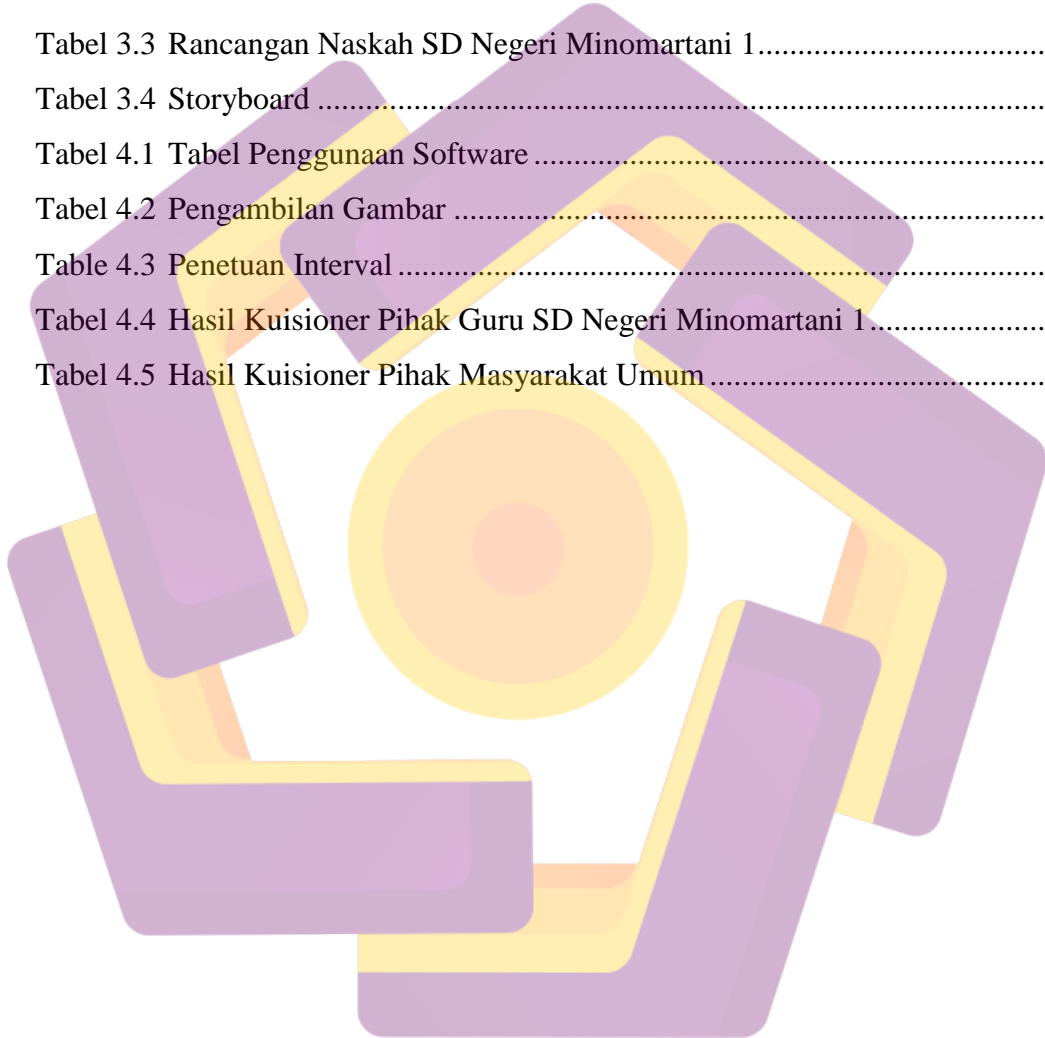 Tabel 3.3 Rancangan Naskah SD Negeri Minomartani 1....................................
Tabel 3.4 Storyboard ...........................................................................................
Tabel 4.1 Tabel Penggunaan Software ................................................................
Tabel 4.2 Pengambilan Gambar ..........................................................................
Table 4.3 Penetuan Interval .................................................................................
Tabel 4.4 Hasil Kuisioner Pihak Guru SD Negeri Minomartani 1.....................
Tabel 4.5 Hasil Kuisioner Pihak Masyarakat Umum ..........................................